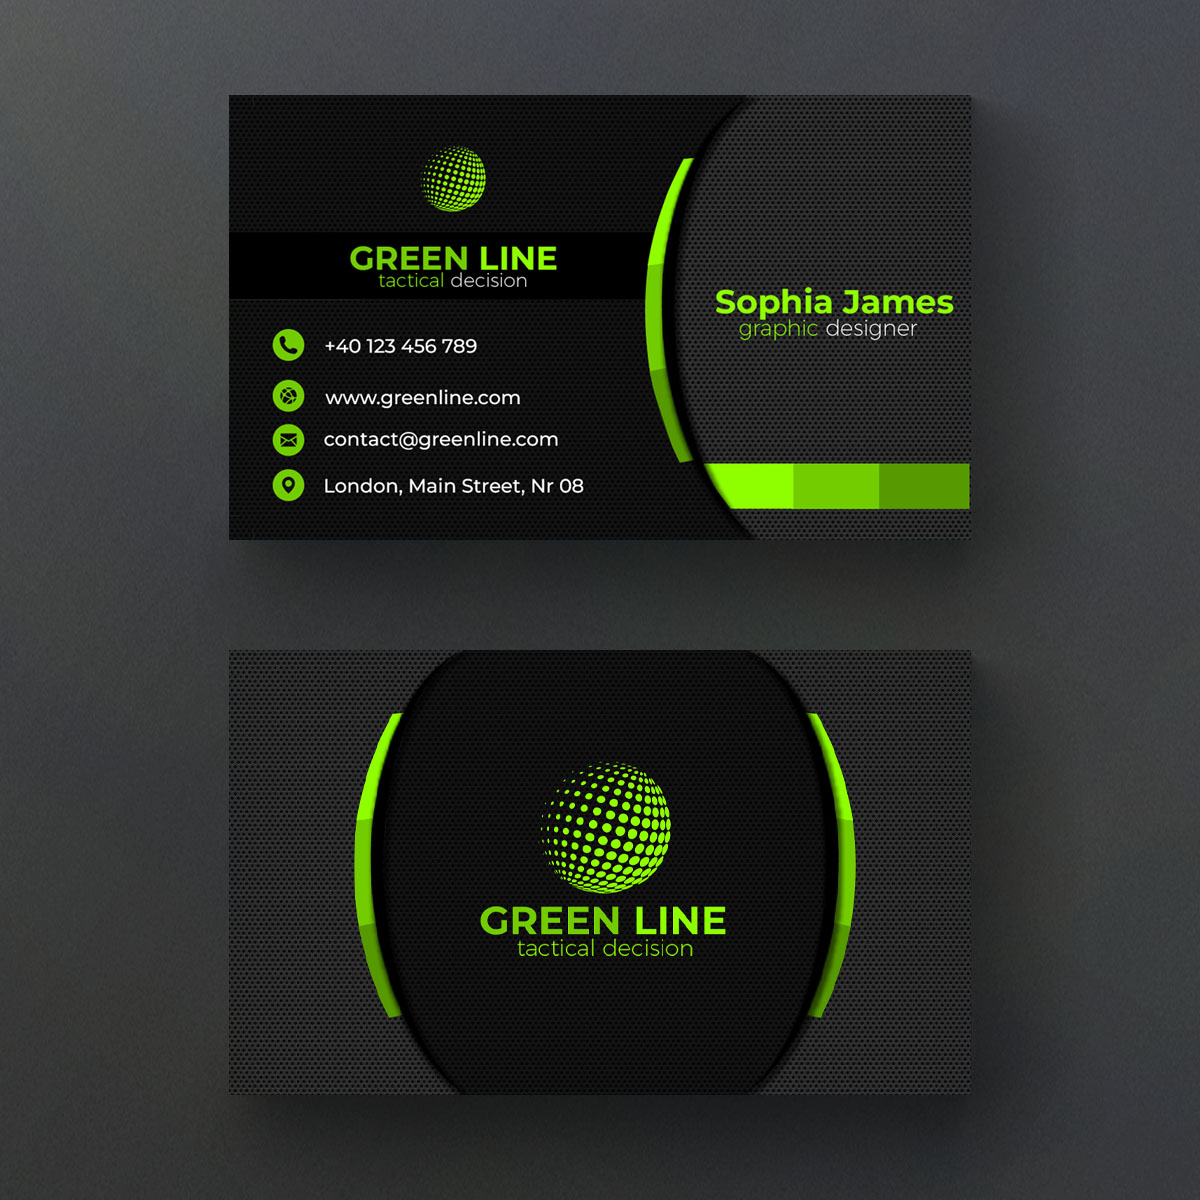 GREEN LINE
tactical decision
+40 123 456 789
www.greenline.com
contact@greenline.com
London, Main Street, Nr 08
Sophia James
graphic designer
GREEN LINE
tactical decision